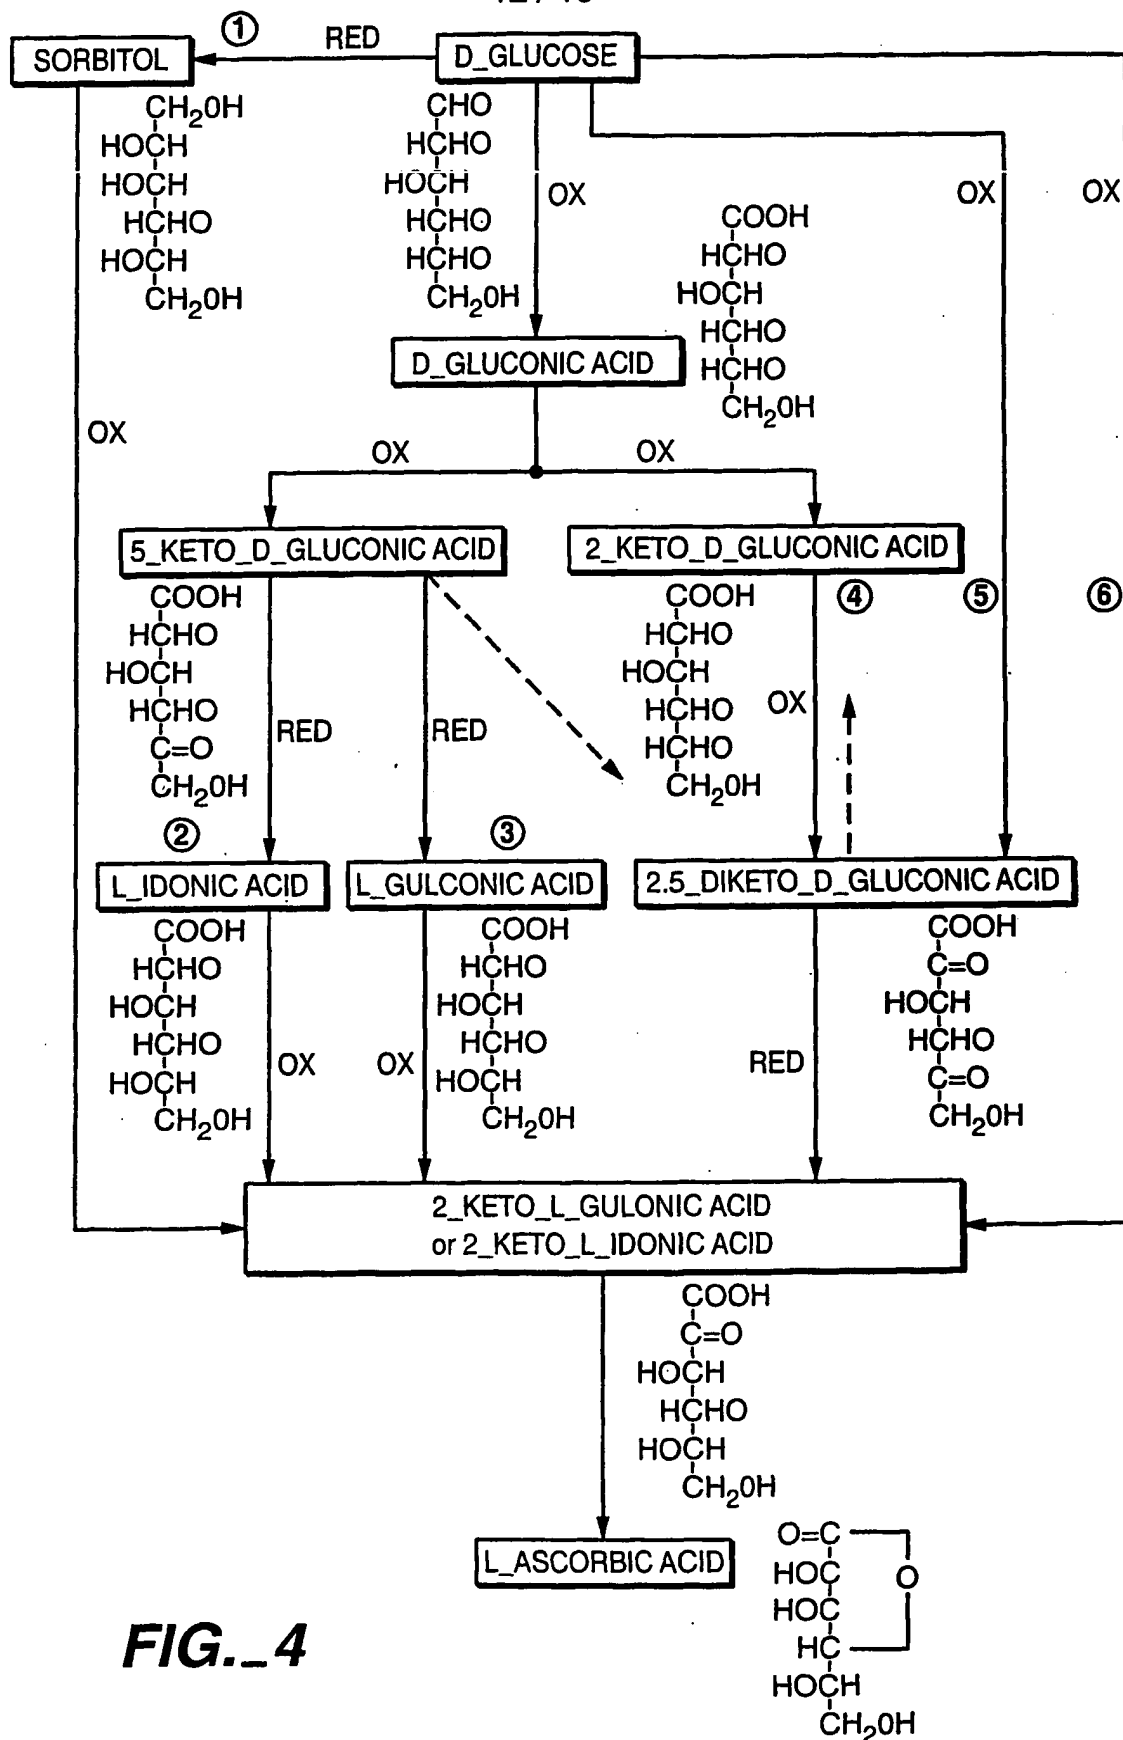 ① RED
SORBITOL
D_GLUCOSE
CH2OH
HOCH
HOCH
HCHO
HOCH
CH2OH
CHO
HCHO
HOCH
HCHO
HCHO
CH2OH
OX
OX
OX
COOH
HCHO
HOCH
HCHO
HCHO
CH2OH
D_GLUCONIC ACID
OX
OX
OX
5_KETO_D_GLUCONIC ACID
2_KETO_D_GLUCONIC ACID
COOH
HCHO
HOCH
HCHO
C=O
CH2OH
RED
RED
COOH
HCHO
HOCH
HCHO
HCHO
CH2OH
④
⑤
⑥
OX
②
③
L_IDONIC ACID
L_GULCONIC ACID
2.5_DIKETO_D_GLUCONIC ACID
COOH
HCHO
HOCH
HCHO
HOCH
CH2OH
OX
OX
COOH
HCHO
HOCH
HCHO
HOCH
CH2OH
RED
COOH
C=O
HOCH
HCHO
C=O
CH2OH
2_KETO_L_GULONIC ACID
or 2_KETO_L_IDONIC ACID
COOH
C=O
HOCH
HCHO
HOCH
CH2OH
L_ASCORBIC ACID
O=C
HOC
O
HOC
HC
HOCH
CH2OH
FIG._4